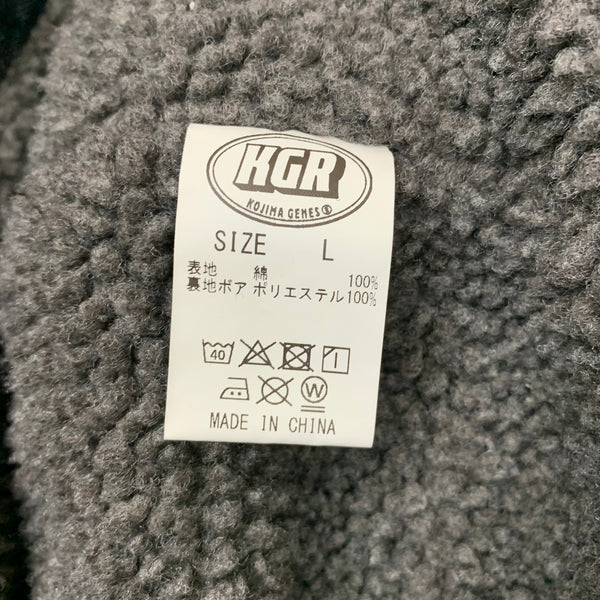 KGR
KOJIMA GENES®
SIZE L
表地 綿 100%
裏地ボア ポリエステル100%
40
W
MADE IN CHINA